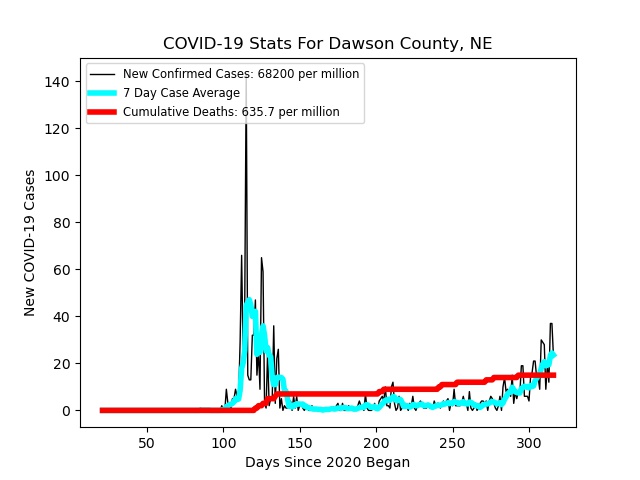 COVID-19 Stats For Dawson County, NE
New Confirmed Cases: 68200 per million
7 Day Case Average
Cumulative Deaths: 635.7 per million
New COVID-19 Cases
140
120
100
80
60
40
20
0
50 100 150 200 250 300
Days Since 2020 Began